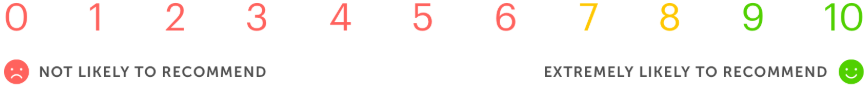 0 1 2 3 4 5 6 7 8 9 10
NOT LIKELY TO RECOMMEND EXTREMELY LIKELY TO RECOMMEND